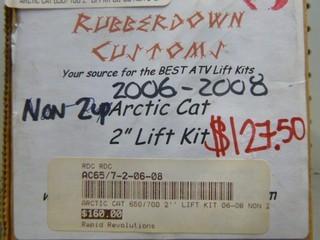 RUBBERDOWN
CUSTOMS
Your source for the BEST ATV Lift Kits
2006-2008
Non 2up Arctic Cat
2" Lift Kit $127.50
RDC RDC
AC65/7-2-06-08
ARCTIC CAT 650/700 2'' LIFT KIT 06-08 NON 2
$160.00
Rapid Revolutions